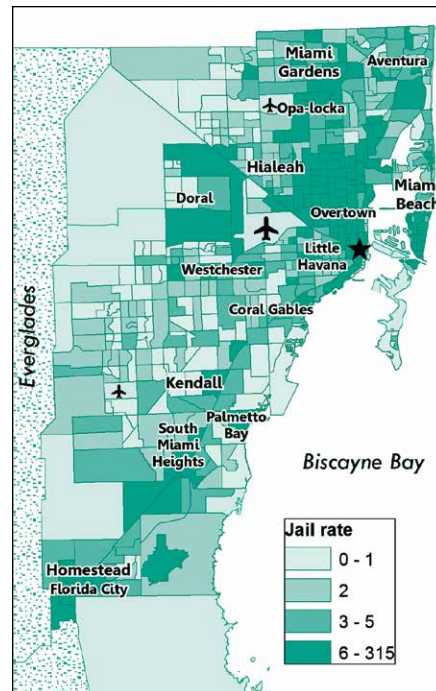 Miami
Gardens
Aventura
Opa-locka
Hialeah
Doral
Miami
Beach
Overtown
Little
Havana
Westchester
Coral Gables
Everglades
Kendall
Palmetto
Bay
South
Miami
Heights
Biscayne Bay
Homestead
Florida City
Jail rate
0 - 1
2
3 - 5
6 - 315